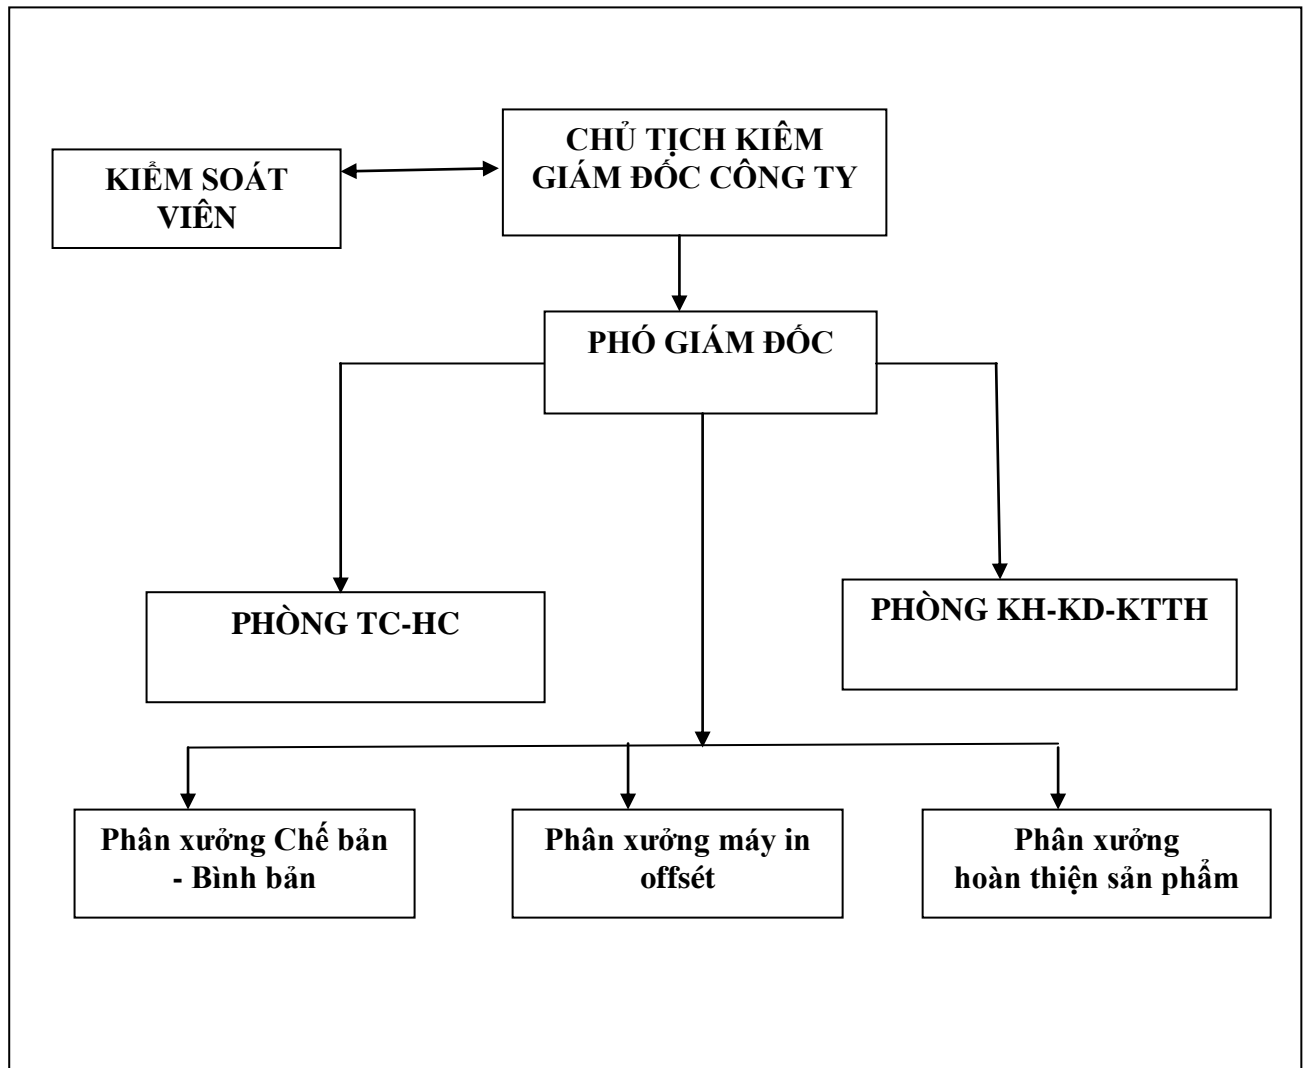 CHỦ TỊCH KIÊM
GIÁM ĐỐC CÔNG TY
KIỂM SOÁT
VIÊN
PHÓ GIÁM ĐỐC
PHÒNG TC-HC
PHÒNG KH-KD-KTTH
Phân xưởng Chế bản
- Bình bản
Phân xưởng máy in
offsét
Phân xưởng
hoàn thiện sản phẩm